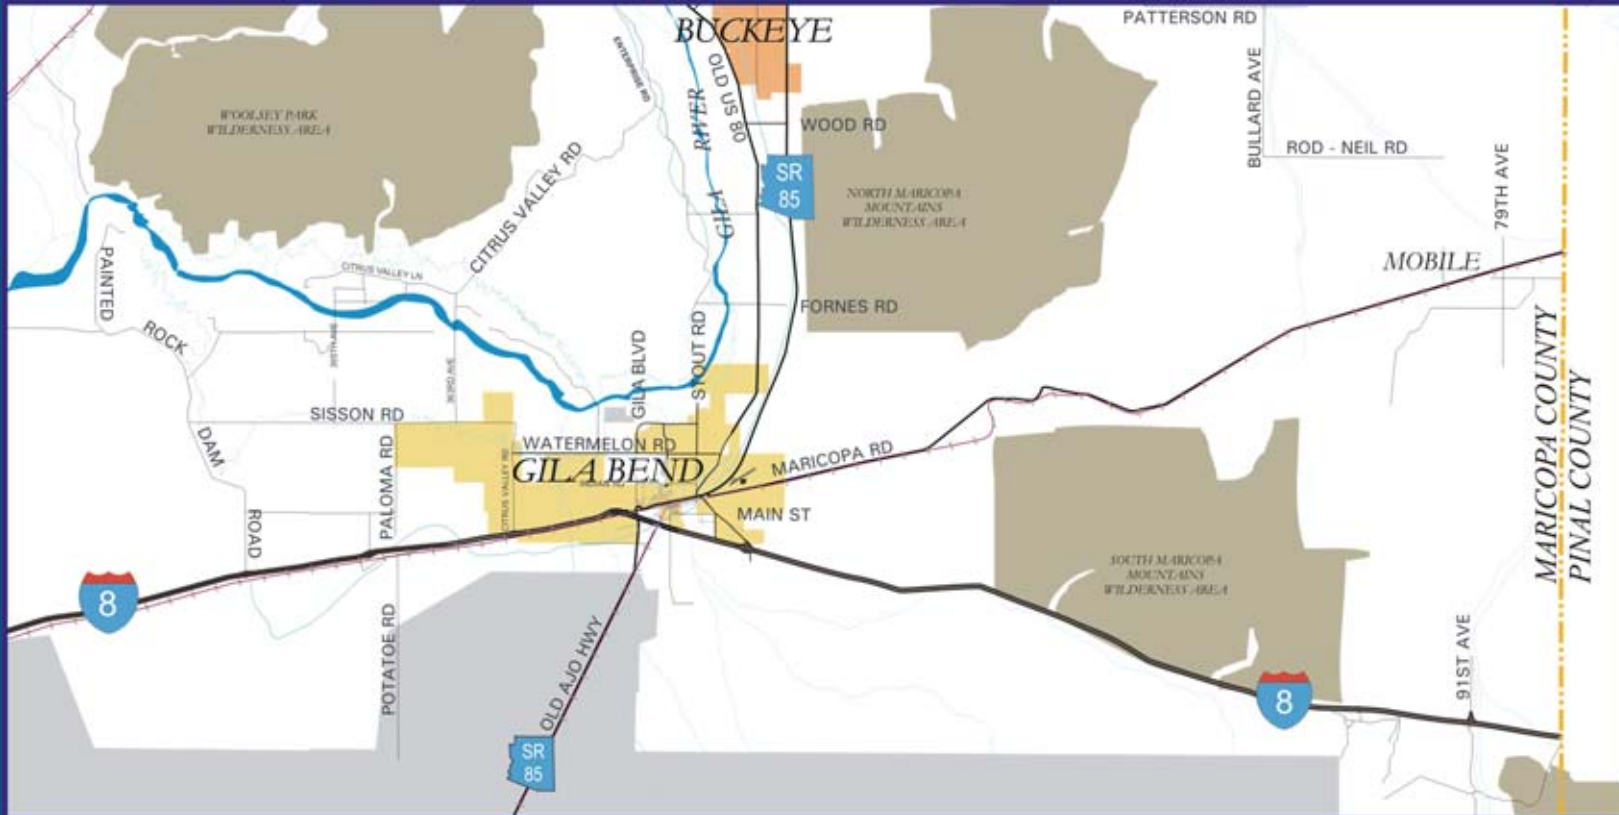 BUCKEYE
PATTERSON RD
ENTERPRISE RD
OLD US 80
BULLARD AVE
WOOLSEY PARK
WILDERNESS AREA
GILA RIVER
WOOD RD
ROD - NEIL RD
CITRUS VALLEY RD
SR
85
79TH AVE
NORTH MARICOPA
MOUNTAINS
WILDERNESS AREA
MOBILE
CITRUS VALLEY LN
PAINTED
ROCK
DAM
ROAD
FORNES RD
GILA BLVD
STOUT RD
363RD AVE
MARICOPA COUNTY
PINAL COUNTY
SISSON RD
WATERMELON RD
PALOMA RD
CITRUS VALLEY RD
GILA BEND
MARICOPA RD
MAIN ST
SOUTH MARICOPA
MOUNTAINS
WILDERNESS AREA
8
POTATOE RD
OLD AJO HWY
91ST AVE
8
SR
85